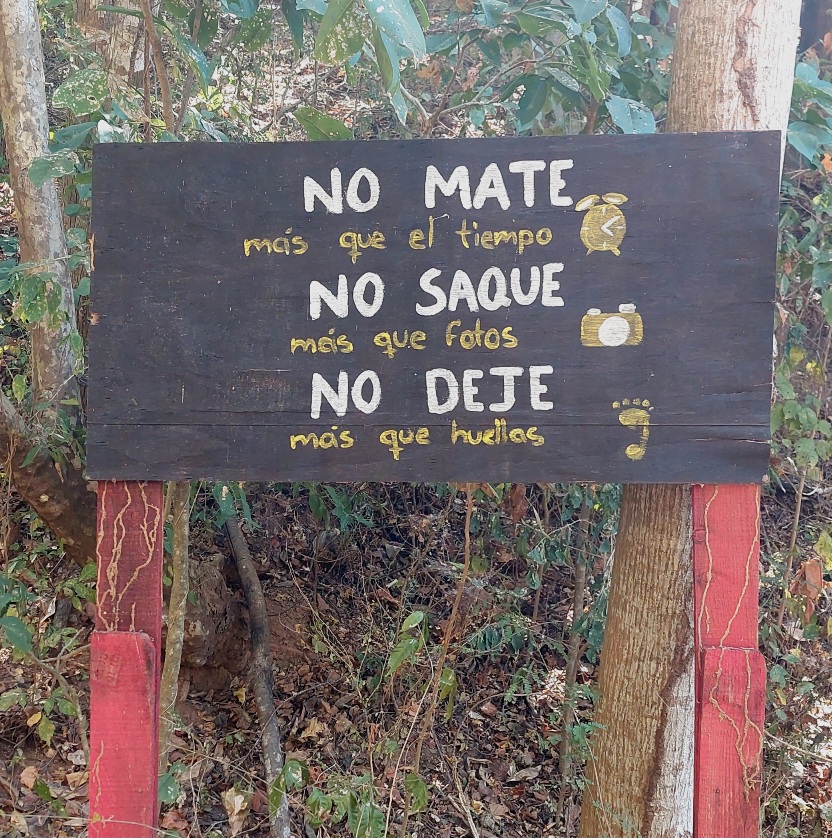 NO MATE
más que el tiempo
NO SAQUE
más que fotos
NO DEJE
más que huellas